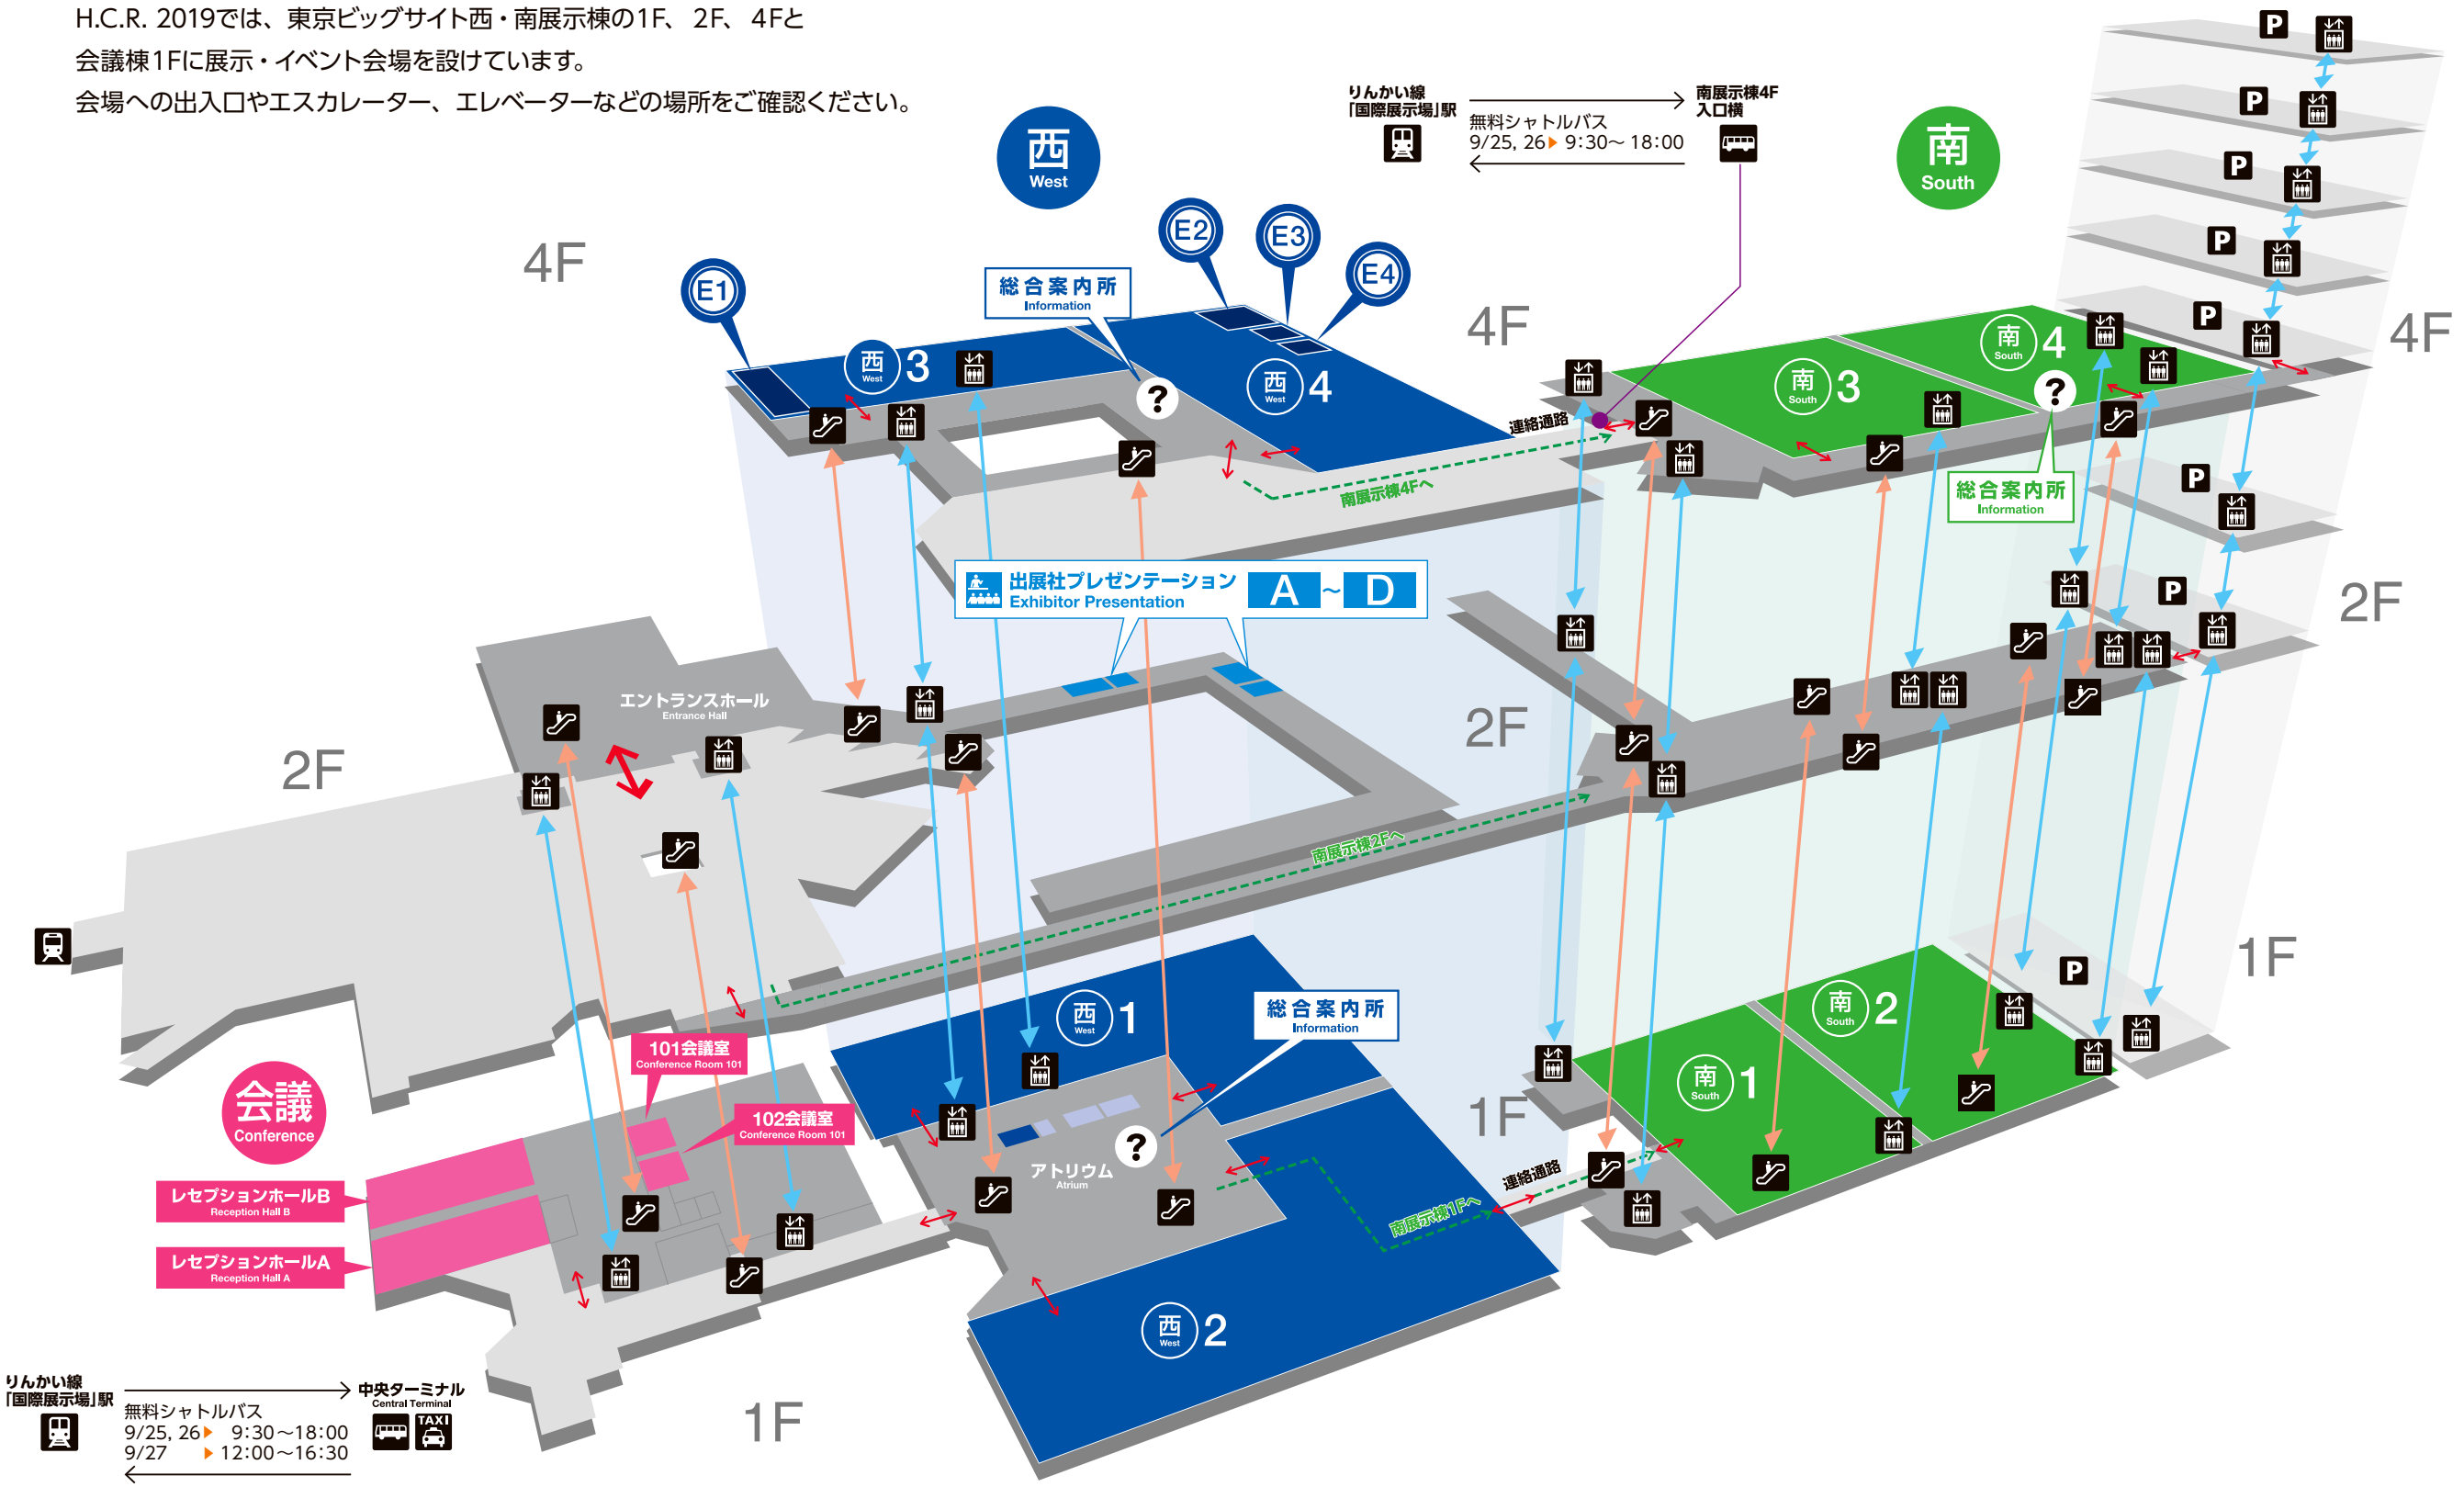 H.C.R. 2019では、東京ビッグサイト西・南展示棟の1F、2F、4Fと
会議棟1Fに展示・イベント会場を設けています。
会場への出入口やエスカレーター、エレベーターなどの場所をご確認ください。
西
West
りんかい線
「国際展示場」駅
無料シャトルバス
9/25, 26▶ 9:30〜18:00
南展示棟4F
入口横
南
South
P
P
P
P
P
4F
E1
E2
E3
E4
総合案内所
Information
西
West
3
?
西
West
4
4F
連絡通路
南展示棟4Fへ
南
South
3
南
South
4
?
総合案内所
Information
4F
P
P
出展社プレゼンテーション
Exhibitor Presentation
A〜D
2F
エントランスホール
Entrance Hall
2F
2F
南展示棟2Fへ
P
1F
西
West
1
総合案内所
Information
?
アトリウム
Atrium
西
West
2
南展示棟1Fへ
連絡通路
1F
南
South
1
南
South
2
会議
Conference
101会議室
Conference Room 101
102会議室
Conference Room 101
レセプションホールB
Reception Hall B
レセプションホールA
Reception Hall A
1F
りんかい線
「国際展示場」駅
無料シャトルバス
9/25, 26▶ 9:30〜18:00
9/27 ▶ 12:00〜16:30
中央ターミナル
Central Terminal
TAXI